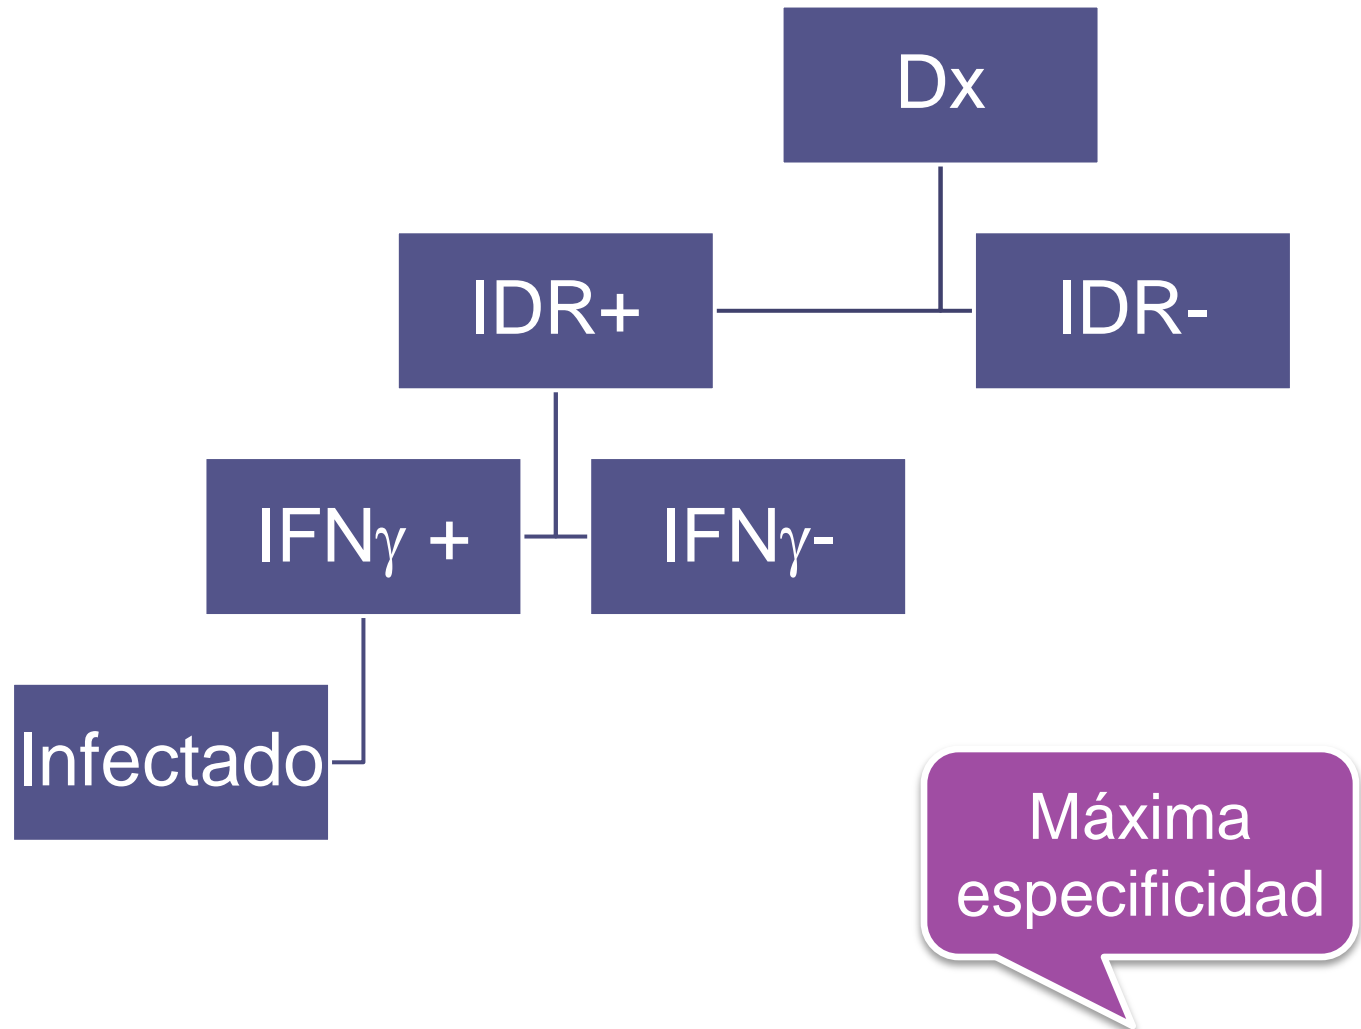 Dx
IDR+
IDR-
IFNγ +
IFNγ-
Infectado
Máxima
especificidad